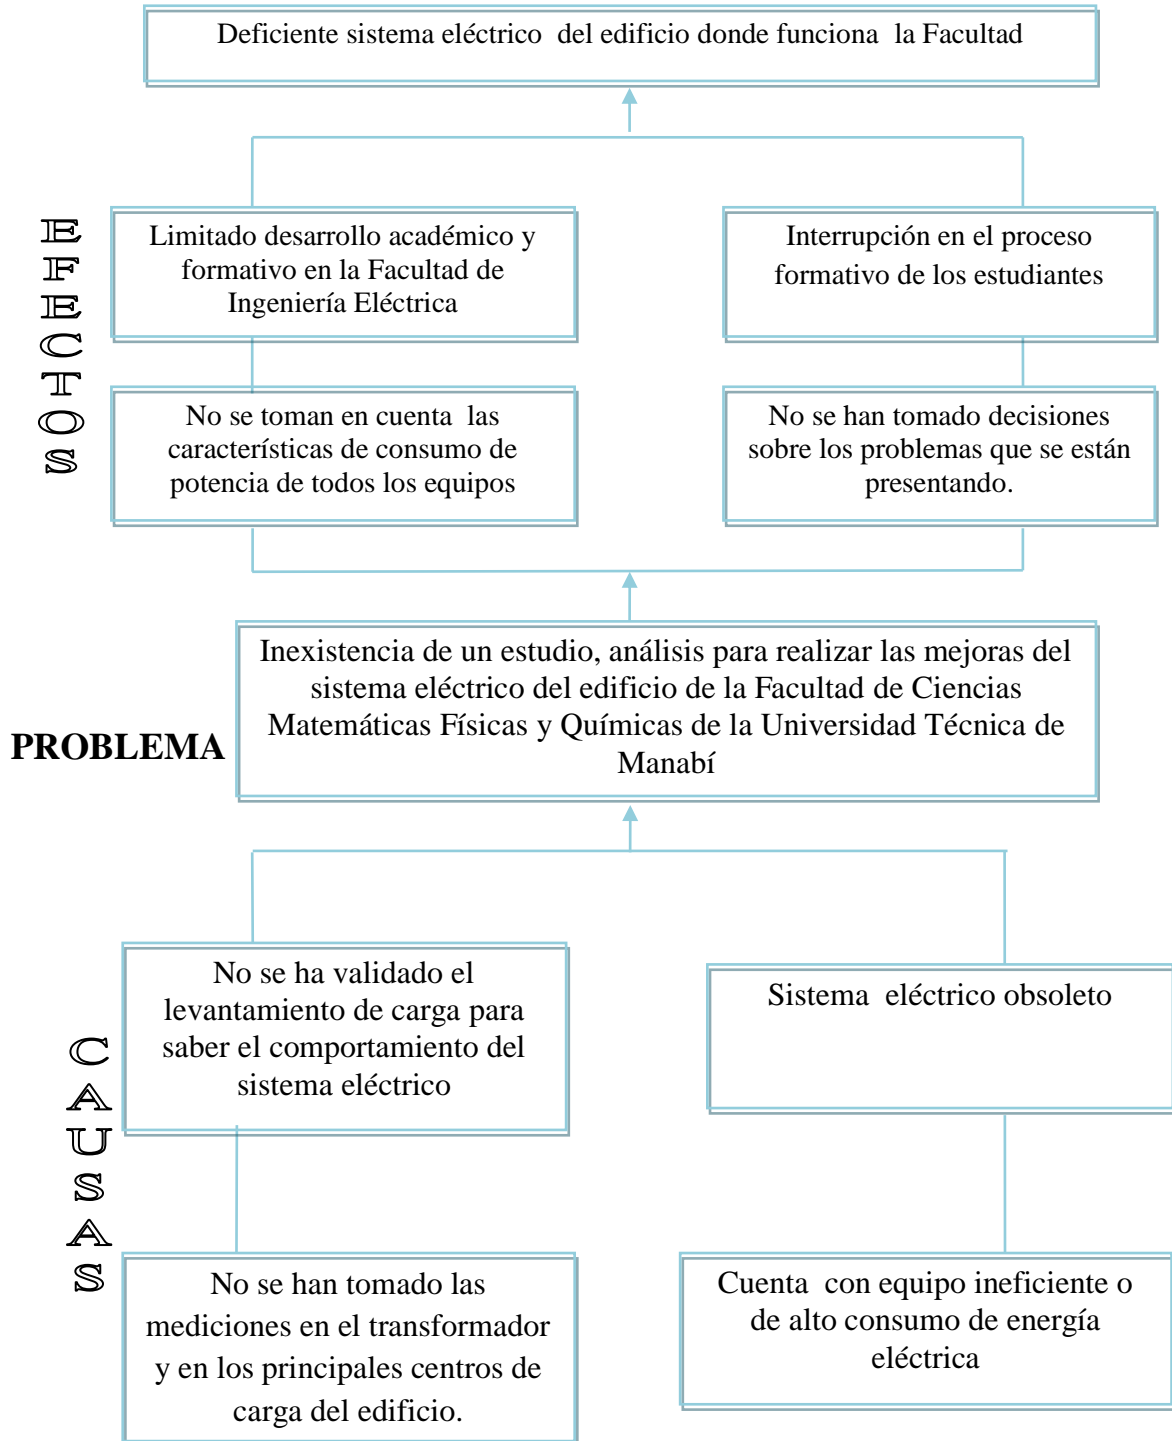 Deficiente sistema eléctrico del edificio donde funciona la Facultad
EFECTOS
Limitado desarrollo académico y
formativo en la Facultad de
Ingeniería Eléctrica
Interrupción en el proceso
formativo de los estudiantes
No se toman en cuenta las
características de consumo de
potencia de todos los equipos
No se han tomado decisiones
sobre los problemas que se están
presentando.
PROBLEMA
Inexistencia de un estudio, análisis para realizar las mejoras del
sistema eléctrico del edificio de la Facultad de Ciencias
Matemáticas Físicas y Químicas de la Universidad Técnica de
Manabí
CAUSAS
No se ha validado el
levantamiento de carga para
saber el comportamiento del
sistema eléctrico
Sistema eléctrico obsoleto
No se han tomado las
mediciones en el transformador
y en los principales centros de
carga del edificio.
Cuenta con equipo ineficiente o
de alto consumo de energía
eléctrica